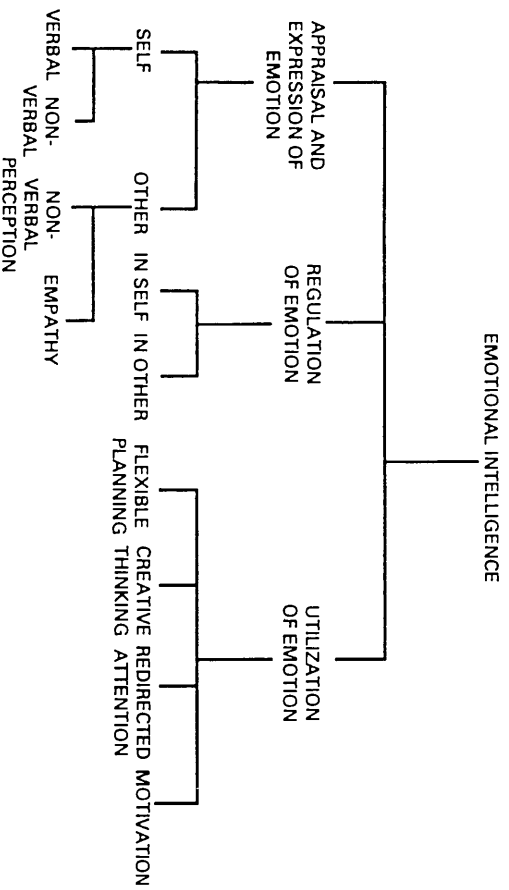 EMOTIONAL INTELLIGENCE
APPRAISAL AND
EXPRESSION OF
EMOTION
REGULATION
OF EMOTION
UTILIZATION
OF EMOTION
SELF
OTHER
IN SELF
IN OTHER
FLEXIBLE
PLANNING
CREATIVE
THINKING
REDIRECTED
ATTENTION
MOTIVATION
VERBAL
NON-
VERBAL
NON-
VERBAL
PERCEPTION
EMPATHY